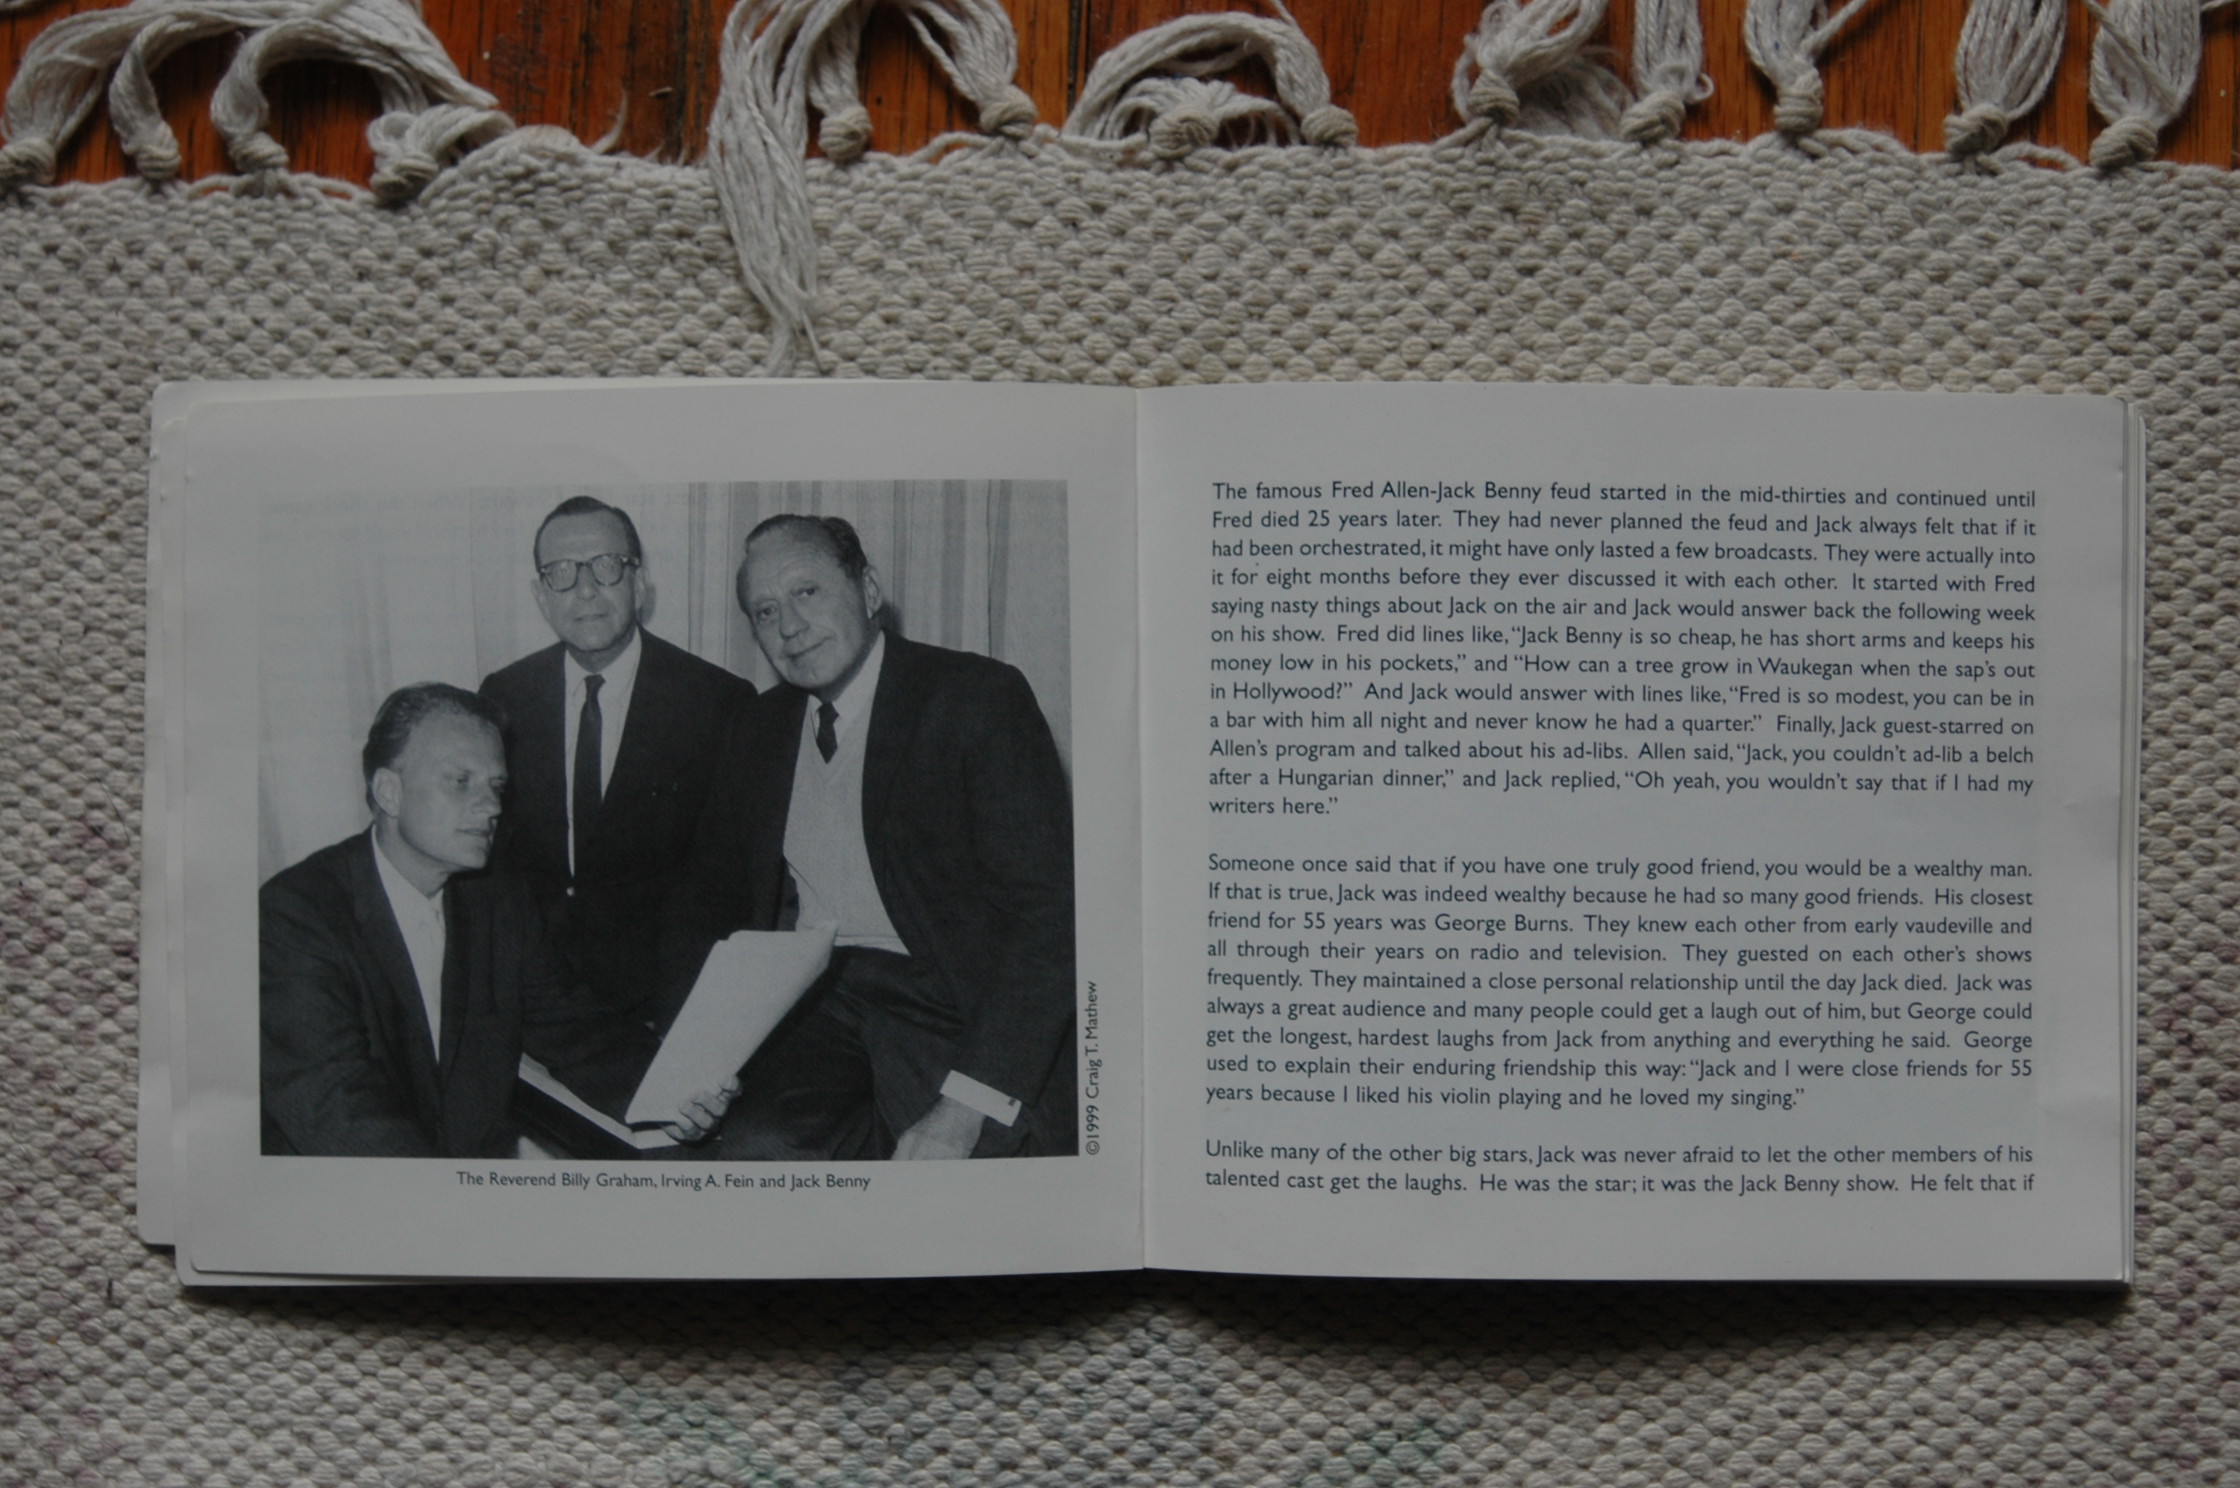 The Reverend Billy Graham, Irving A. Fein and Jack Benny
©1999 Craig T. Mathew
The famous Fred Allen-Jack Benny feud started in the mid-thirties and continued until
Fred died 25 years later. They had never planned the feud and Jack always felt that if it
had been orchestrated, it might have only lasted a few broadcasts. They were actually into
it for eight months before they ever discussed it with each other. It started with Fred
saying nasty things about Jack on the air and Jack would answer back the following week
on his show. Fred did lines like, “Jack Benny is so cheap, he has short arms and keeps his
money low in his pockets,” and “How can a tree grow in Waukegan when the sap’s out
in Hollywood?” And Jack would answer with lines like, “Fred is so modest, you can be in
a bar with him all night and never know he had a quarter.” Finally, Jack guest-starred on
Allen’s program and talked about his ad-libs. Allen said, “Jack, you couldn’t ad-lib a belch
after a Hungarian dinner,” and Jack replied, “Oh yeah, you wouldn’t say that if I had my
writers here.”
Someone once said that if you have one truly good friend, you would be a wealthy man.
If that is true, Jack was indeed wealthy because he had so many good friends. His closest
friend for 55 years was George Burns. They knew each other from early vaudeville and
all through their years on radio and television. They guested on each other’s shows
frequently. They maintained a close personal relationship until the day Jack died. Jack was
always a great audience and many people could get a laugh out of him, but George could
get the longest, hardest laughs from Jack from anything and everything he said. George
used to explain their enduring friendship this way: “Jack and I were close friends for 55
years because I liked his violin playing and he loved my singing.”
Unlike many of the other big stars, Jack was never afraid to let the other members of his
talented cast get the laughs. He was the star; it was the Jack Benny show. He felt that if